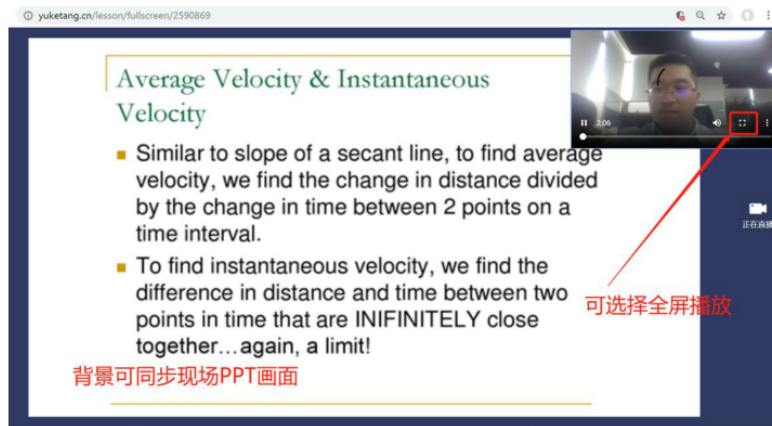 yuketang.cn/lesson/fullscreen/2590869
Average Velocity & Instantaneous
Velocity
2:06
Similar to slope of a secant line, to find average
velocity, we find the change in distance divided
by the change in time between 2 points on a
time interval.
正在直播
To find instantaneous velocity, we find the
difference in distance and time between two
points in time that are INIFINITELY close
together...again, a limit!
可选择全屏播放
背景可同步现场PPT画面